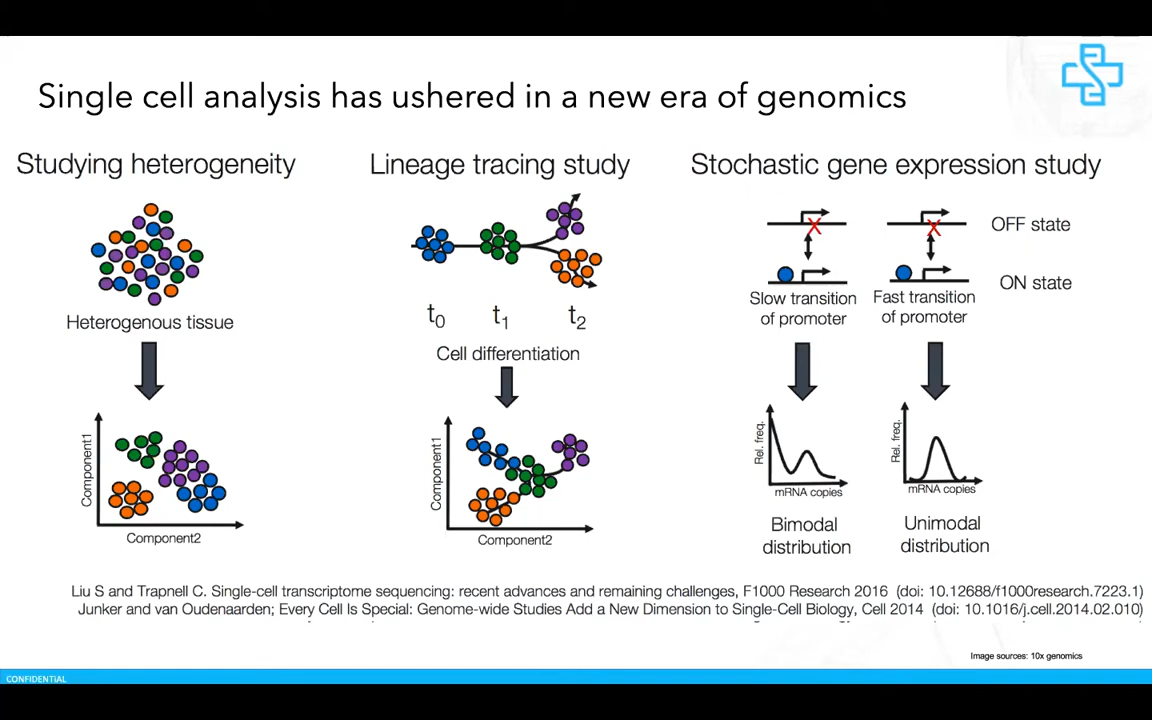 Single cell analysis has ushered in a new era of genomics
Studying heterogeneity
Heterogenous tissue
Component1
Component2
Lineage tracing study
t0
t1
t2
Cell differentiation
Component1
Component2
Stochastic gene expression study
OFF state
ON state
Slow transition
of promoter
Fast transition
of promoter
Rel. freq.
mRNA copies
Rel. freq.
mRNA copies
Bimodal
distribution
Unimodal
distribution
Liu S and Trapnell C. Single-cell transcriptome sequencing: recent advances and remaining challenges, F1000 Research 2016 (doi: 10.12688/f1000research.7223.1)
Junker and van Oudenaarden; Every Cell Is Special: Genome-wide Studies Add a New Dimension to Single-Cell Biology, Cell 2014 (doi: 10.1016/j.cell.2014.02.010)
Image sources: 10x genomics
CONFIDENTIAL